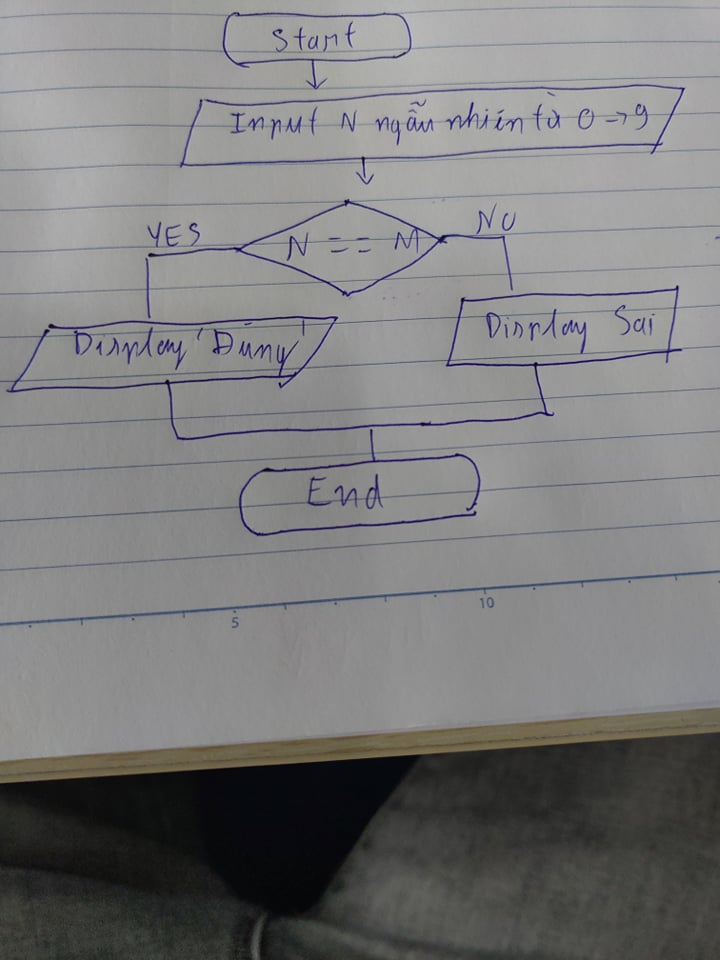 Start
Input N ngẫu nhiên từ 0 → 9
YES
N == M
NO
Display 'Đúng'
Display Sai
End
5
10